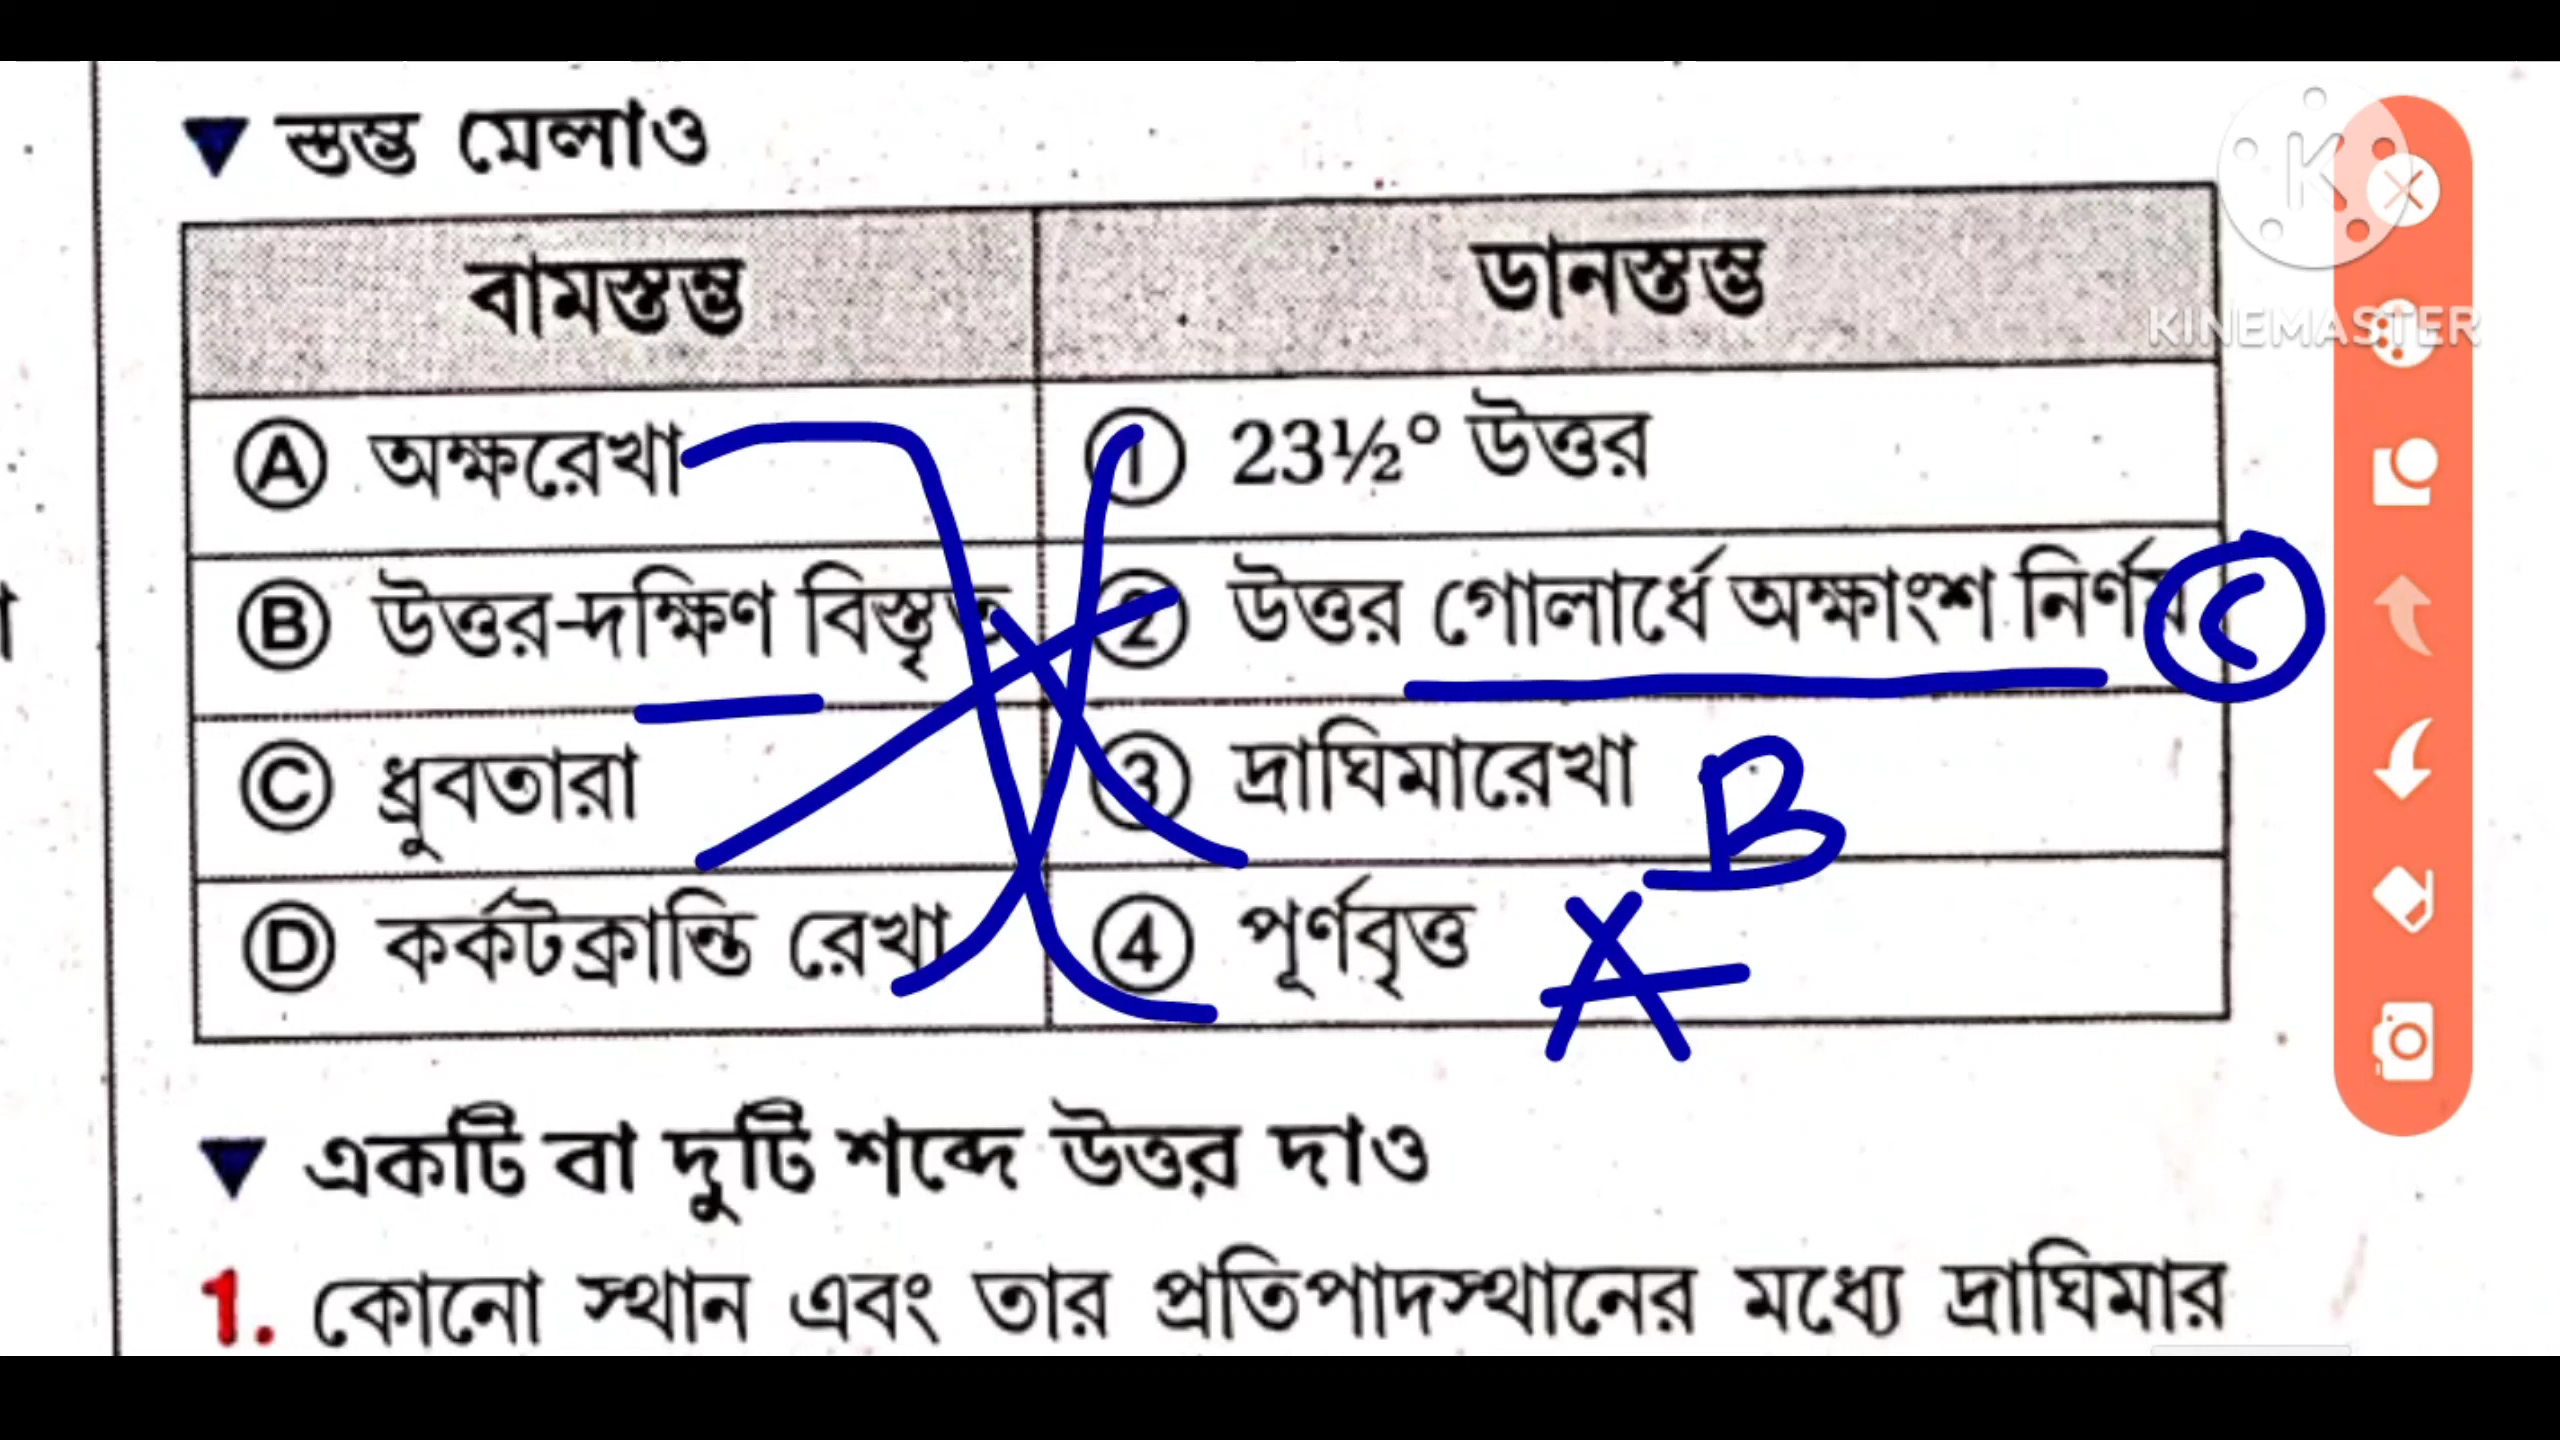 ▼ স্তম্ভ মেলাও
KINEMASTER
বামস্তম্ভ ডানস্তম্ভ
Ⓐ অক্ষরেখা ① 23½° উত্তর
Ⓑ উত্তর-দক্ষিণ বিস্তৃত ② উত্তর গোলার্ধে অক্ষাংশ নির্ণয় C
Ⓒ ধ্রুবতারা ③ দ্রাঘিমারেখা B
Ⓓ কর্কটক্রান্তি রেখা ④ পূর্ণবৃত্ত A
▼ একটি বা দুটি শব্দে উত্তর দাও
1. কোনো স্থান এবং তার প্রতিপাদস্থানের মধ্যে দ্রাঘিমার